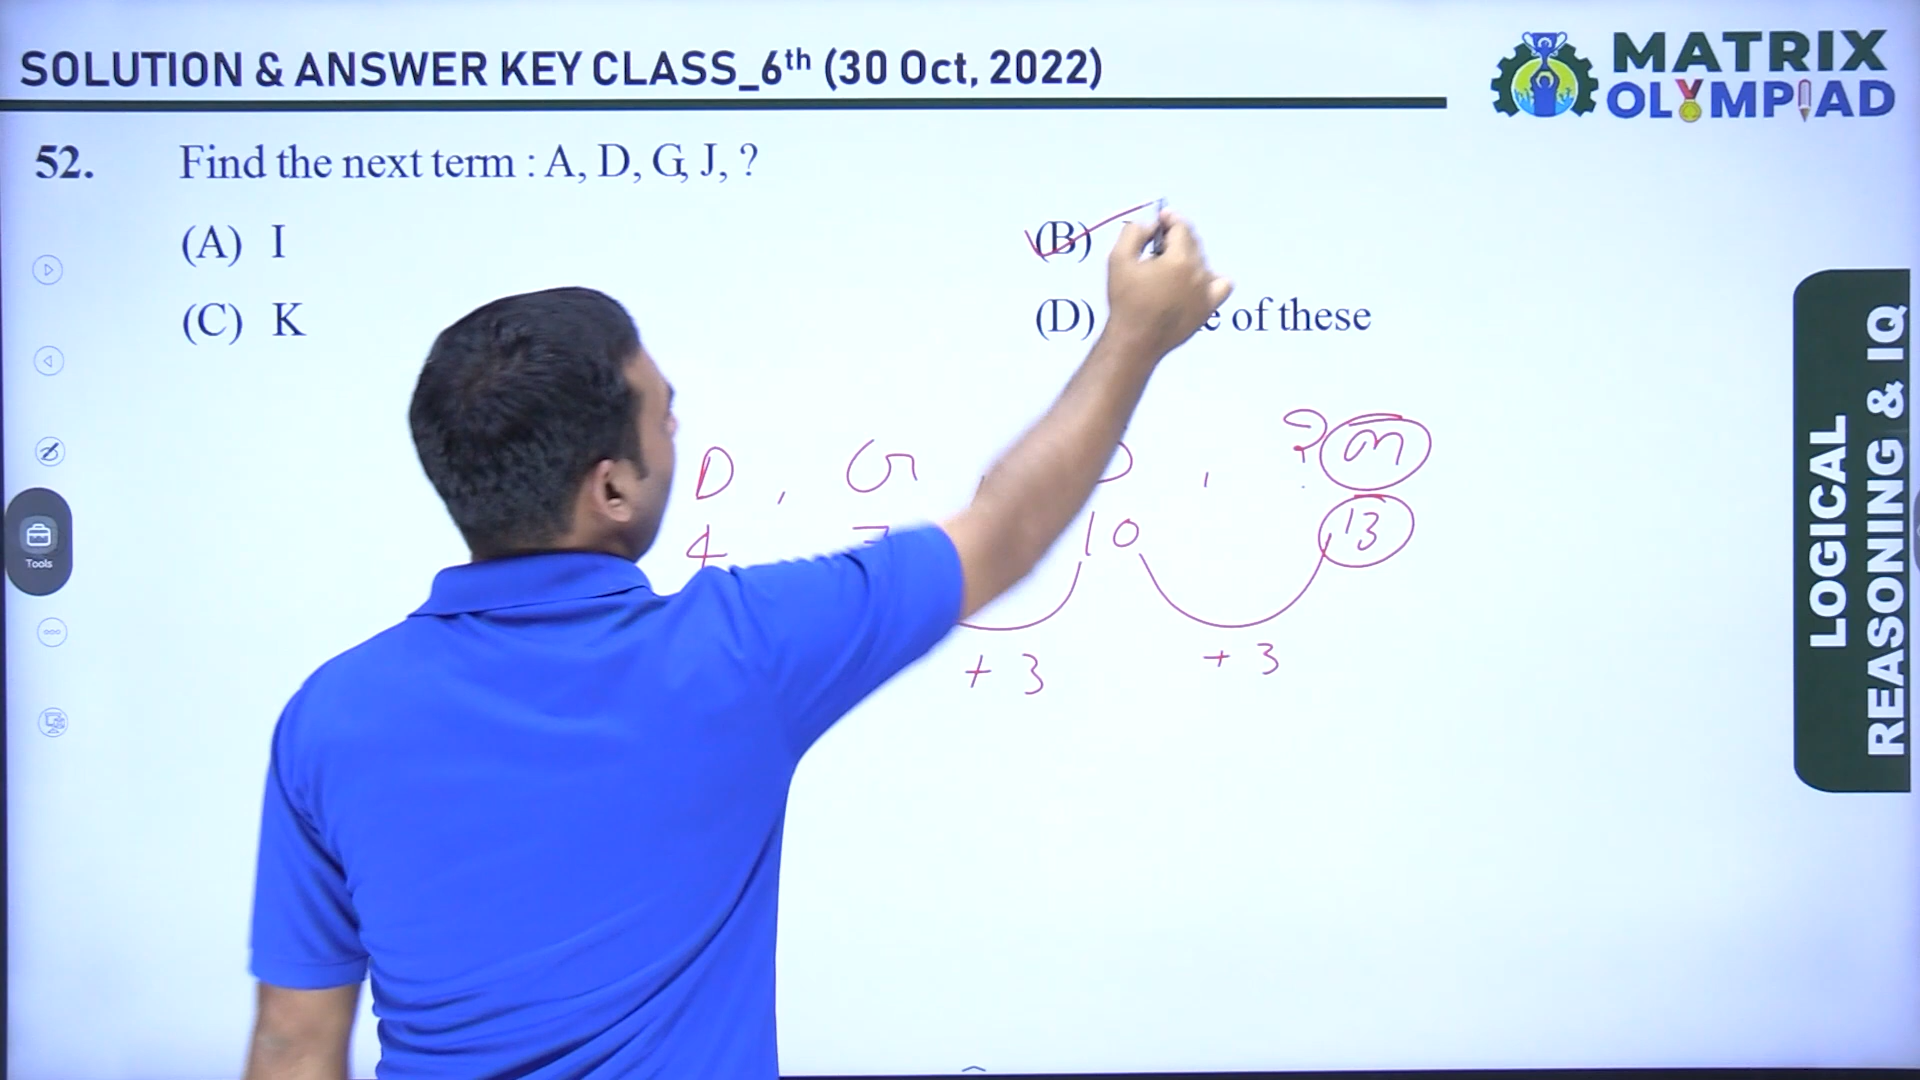 SOLUTION & ANSWER KEY CLASS_6th (30 Oct, 2022)
MATRIX
OLYMPIAD
52. Find the next term : A, D, G, J, ?
(A) I
(B)
(C) K
(D) of these
D , G , , ? M
4 7 10 13
+ 3 + 3
Tools
LOGICAL
REASONING & IQ